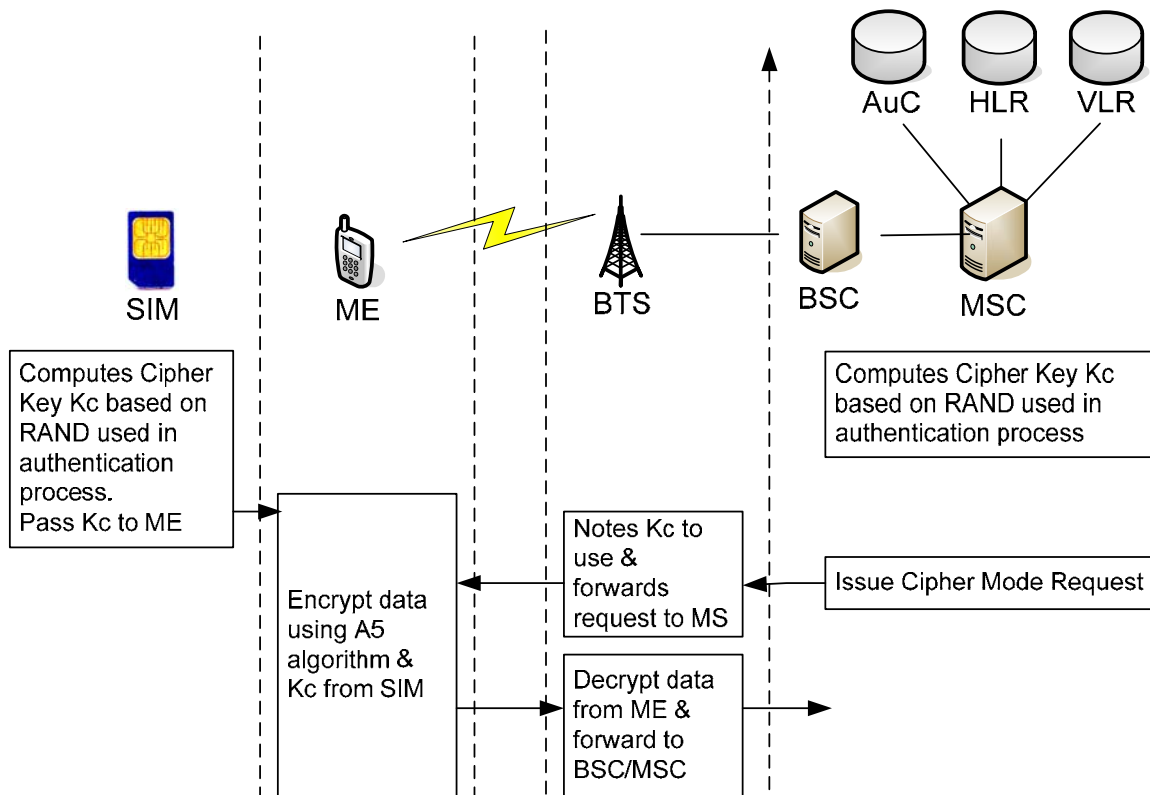 AuC
HLR
VLR
SIM
ME
BTS
BSC
MSC
Computes Cipher
Key Kc based on
RAND used in
authentication
process.
Pass Kc to ME
Computes Cipher Key Kc
based on RAND used in
authentication process
Encrypt data
using A5
algorithm &
Kc from SIM
Notes Kc to
use &
forwards
request to MS
Issue Cipher Mode Request
Decrypt data
from ME &
forward to
BSC/MSC